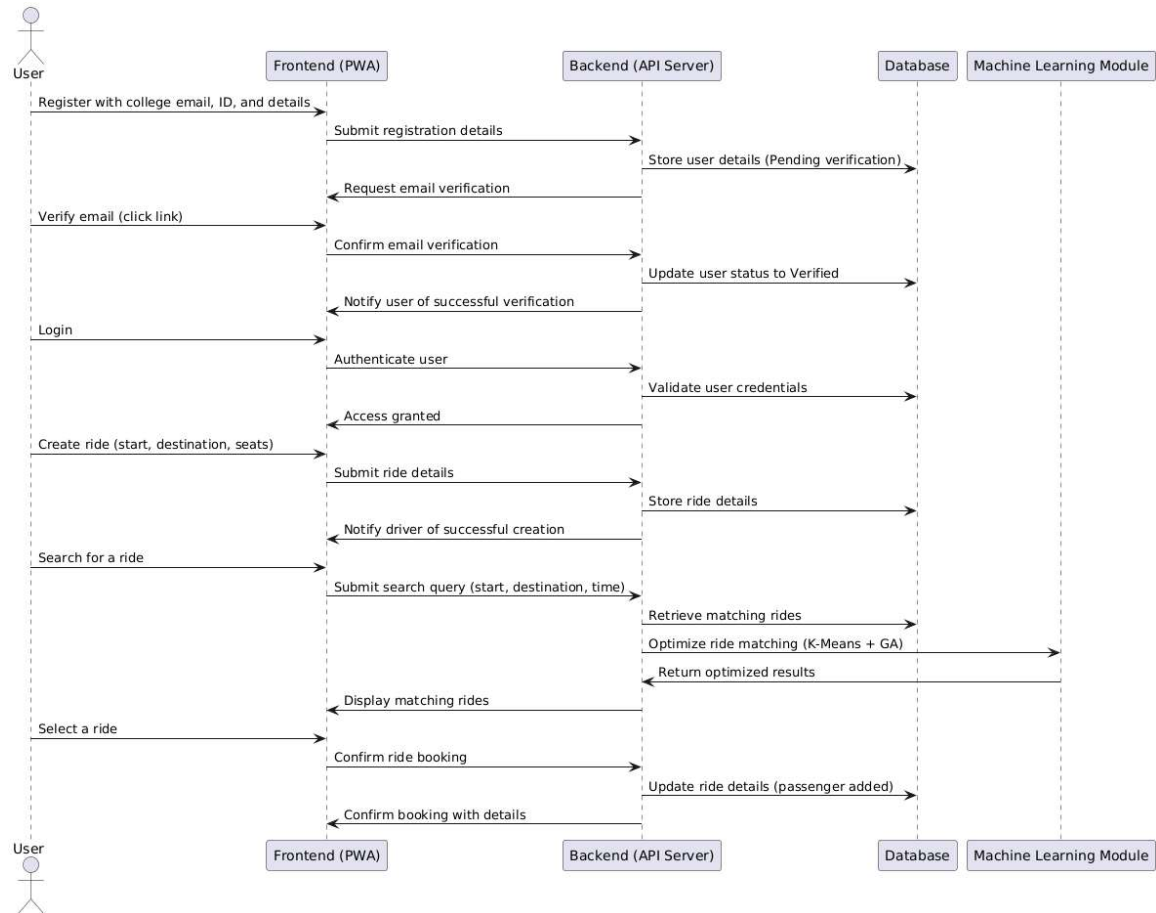 User
Frontend (PWA)
Backend (API Server)
Database
Machine Learning Module
Register with college email, ID, and details
Submit registration details
Store user details (Pending verification)
Request email verification
Verify email (click link)
Confirm email verification
Update user status to Verified
Notify user of successful verification
Login
Authenticate user
Validate user credentials
Access granted
Create ride (start, destination, seats)
Submit ride details
Store ride details
Notify driver of successful creation
Search for a ride
Submit search query (start, destination, time)
Retrieve matching rides
Optimize ride matching (K-Means + GA)
Return optimized results
Display matching rides
Select a ride
Confirm ride booking
Update ride details (passenger added)
Confirm booking with details
User
Frontend (PWA)
Backend (API Server)
Database
Machine Learning Module